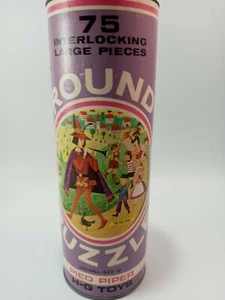 75
INTERLOCKING
LARGE PIECES
ROUND
PUZZLE
PIED PIPER
H-G TOYS